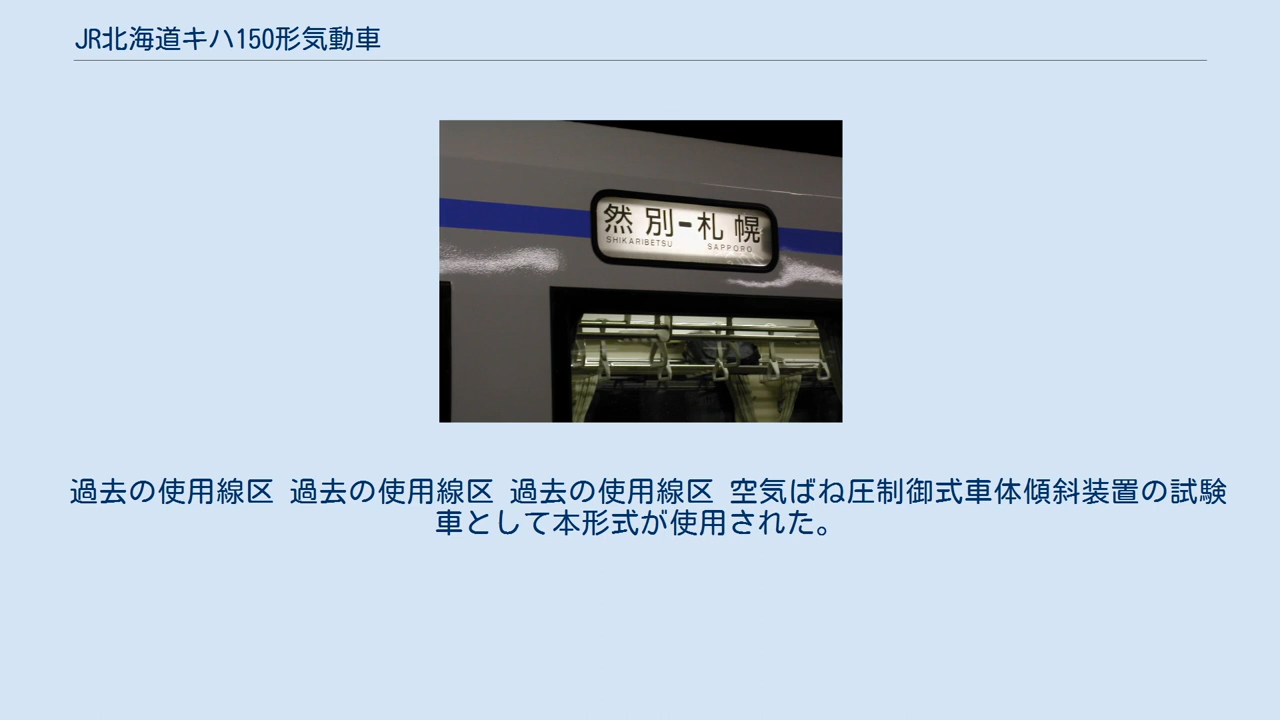 JR北海道キハ150形気動車
然別-札幌
SHIKARIBETSU SAPPORO
過去の使用線区 過去の使用線区 過去の使用線区 空気ばね圧制御式車体傾斜装置の試験
車として本形式が使用された。